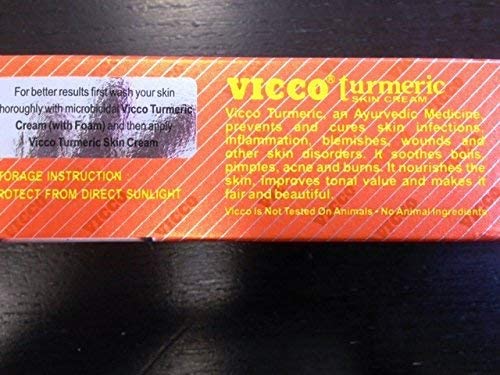 For better results first wash your skin
thoroughly with microbicidal Vicco Turmeric
Cream (with Foam) and then apply
Vicco Turmeric Skin Cream
TORAGE INSTRUCTION
PROTECT FROM DIRECT SUNLIGHT
VICCO® turmeric
SKIN CREAM
Vicco Turmeric, an Ayurvedic Medicine,
prevents and cures skin infections,
inflammation, blemishes, wounds and
other skin disorders. It soothes boils,
pimples, acne and burns. It nourishes the
skin, improves tonal value and makes it
fair and beautiful.
Vicco Is Not Tested On Animals - No Animal Ingredients